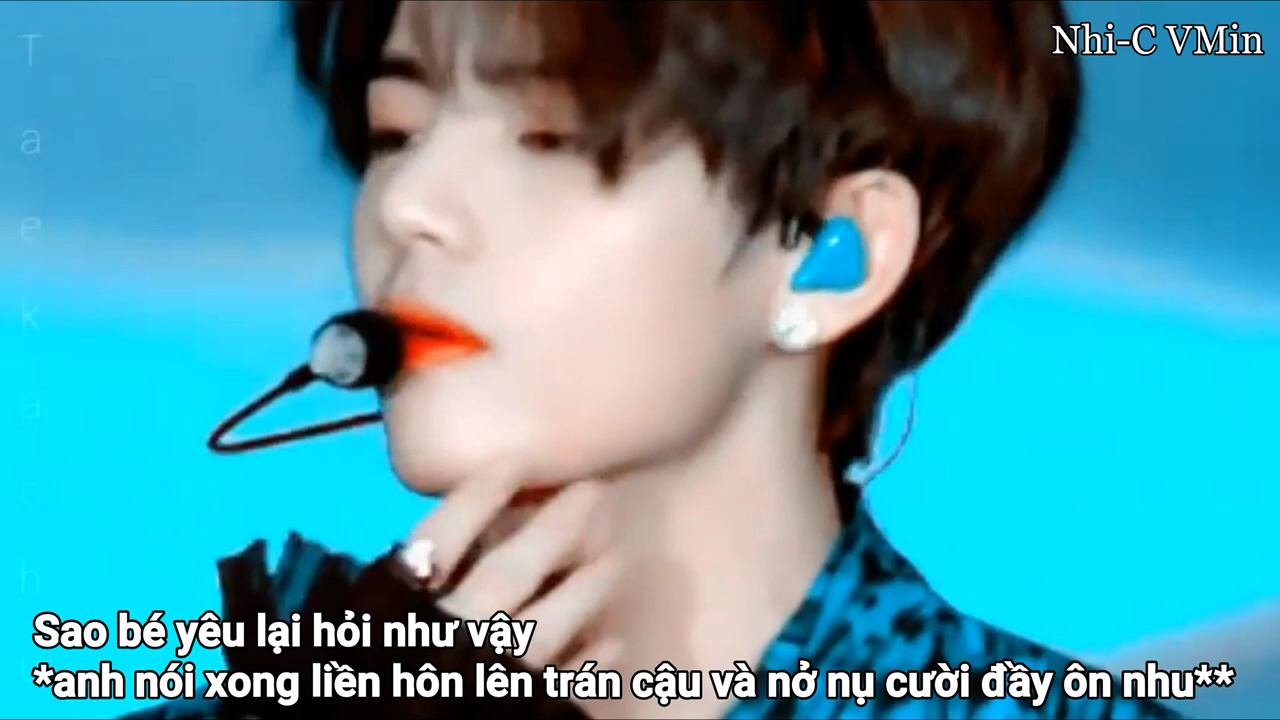 Nhi-C VMin
T
a
e
k
a
c
h
Sao bé yêu lại hỏi như vậy
*anh nói xong liền hôn lên trán cậu và nở nụ cười đầy ôn nhu**